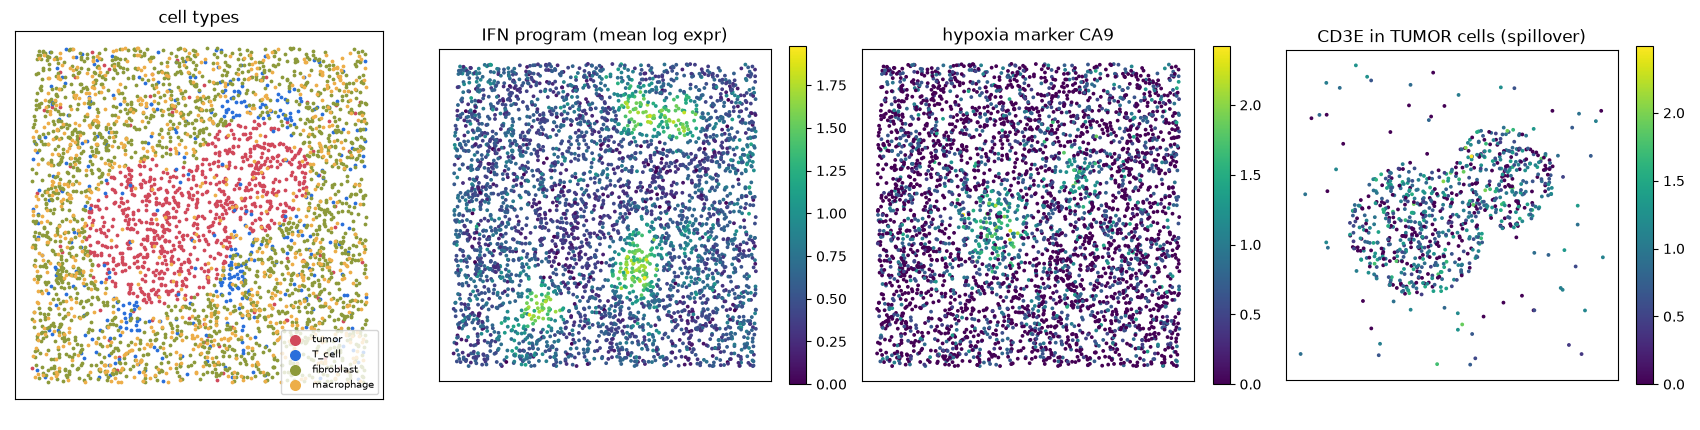 cell types
tumor
T_cell
fibroblast
macrophage
IFN program (mean log expr)
1.75
1.50
1.25
1.00
0.75
0.50
0.25
0.00
hypoxia marker CA9
2.0
1.5
1.0
0.5
0.0
CD3E in TUMOR cells (spillover)
2.0
1.5
1.0
0.5
0.0